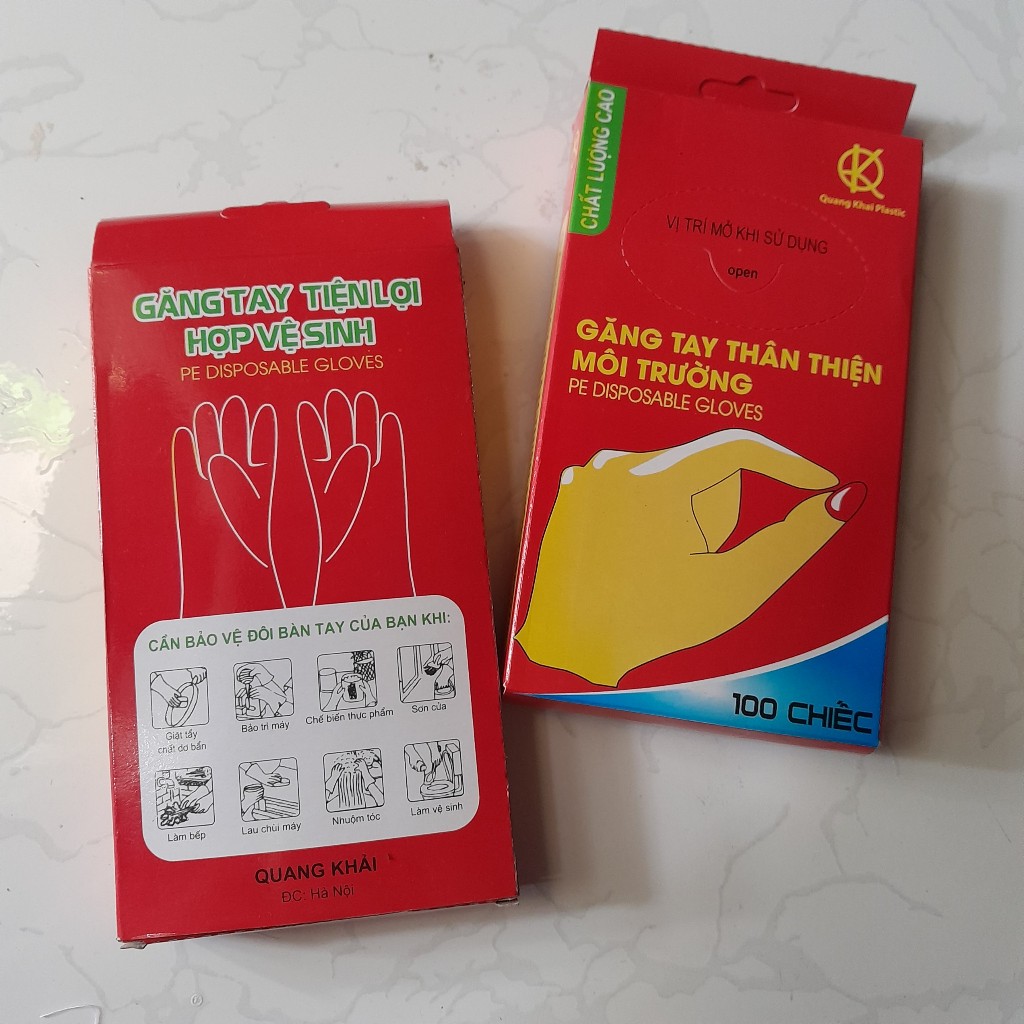 GĂNG TAY TIỆN LỢI
HỢP VỆ SINH
PE DISPOSABLE GLOVES
CẦN BẢO VỆ ĐÔI BÀN TAY CỦA BẠN KHI:
Giặt tẩy
chất dơ bẩn
Bảo trì máy
Chế biến thực phẩm
Sơn cửa
Làm bếp
Lau chùi máy
Nhuộm tóc
Làm vệ sinh
QUANG KHẢI
ĐC: Hà Nội
CHẤT LƯỢNG CAO
Quang Khai Plastic
VỊ TRÍ MỞ KHI SỬ DỤNG
open
GĂNG TAY THÂN THIỆN
MÔI TRƯỜNG
PE DISPOSABLE GLOVES
100 CHIẾC